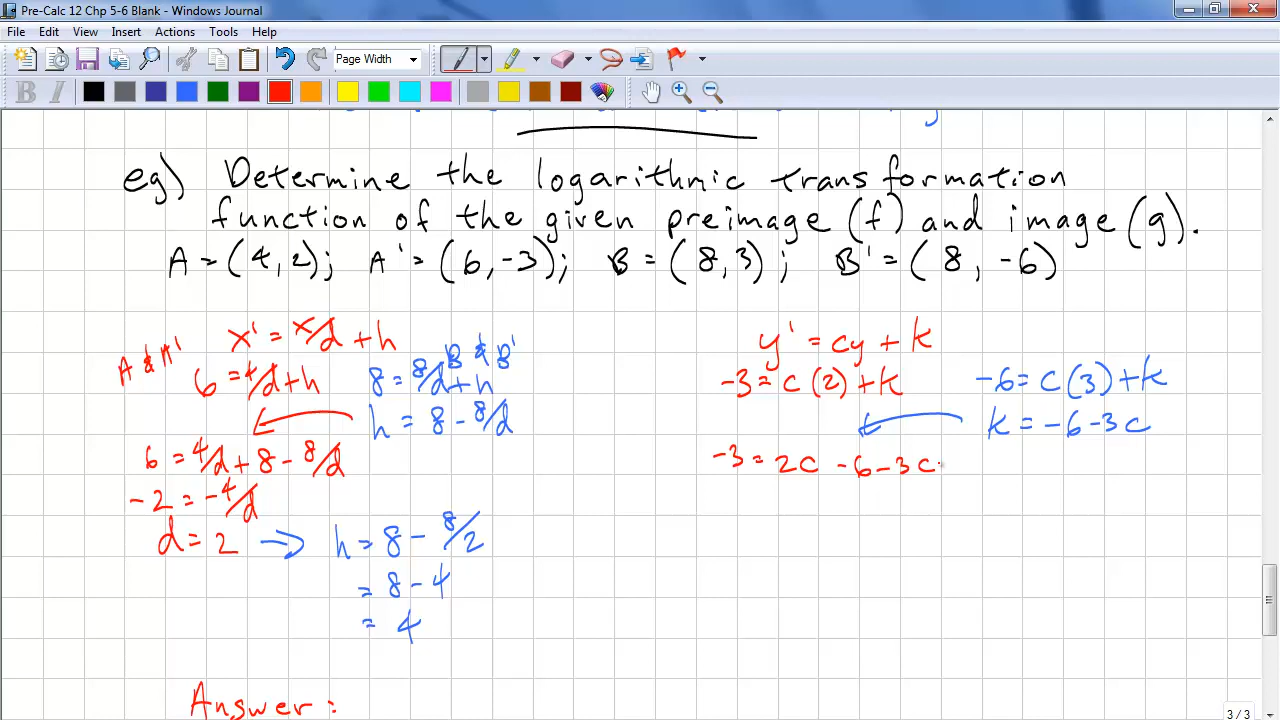 Pre-Calc 12 Chp 5-6 Blank - Windows Journal
File Edit View Insert Actions Tools Help
Page Width
B I
eg) Determine the logarithmic transformation
function of the given preimage (f) and image (g).
A = (4,2); A' = (6,-3); B = (8,3); B' = (8,-6)
A & A'
x' = x/d + h
6 = 4/d + h
B & B'
8 = 8/d + h
h = 8 - 8/d
6 = 4/d + 8 - 8/d
-2 = -4/d
d = 2 ⇒ h = 8 - 8/2
= 8 - 4
= 4
y' = cy + k
-3 = c(2) + k
-6 = c(3) + k
k = -6 - 3c
-3 = 2c - 6 - 3c
Answer:
3 / 3